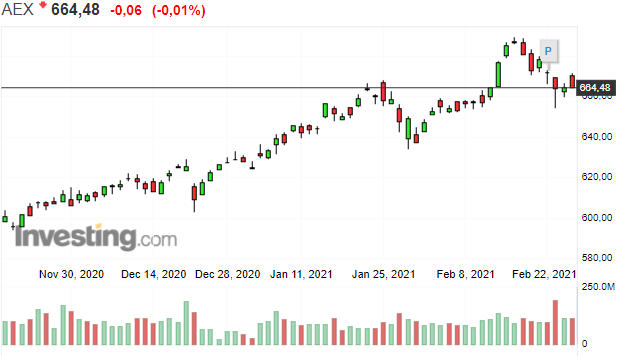 AEX 664,48 -0,06 (-0,01%)
P
664,48
660.00
640.00
620.00
600.00
580.00
Investing.com
Nov 30, 2020 Dec 14, 2020 Dec 28, 2020 Jan 11, 2021 Jan 25, 2021 Feb 8, 2021 Feb 22, 2021
250.0M
0